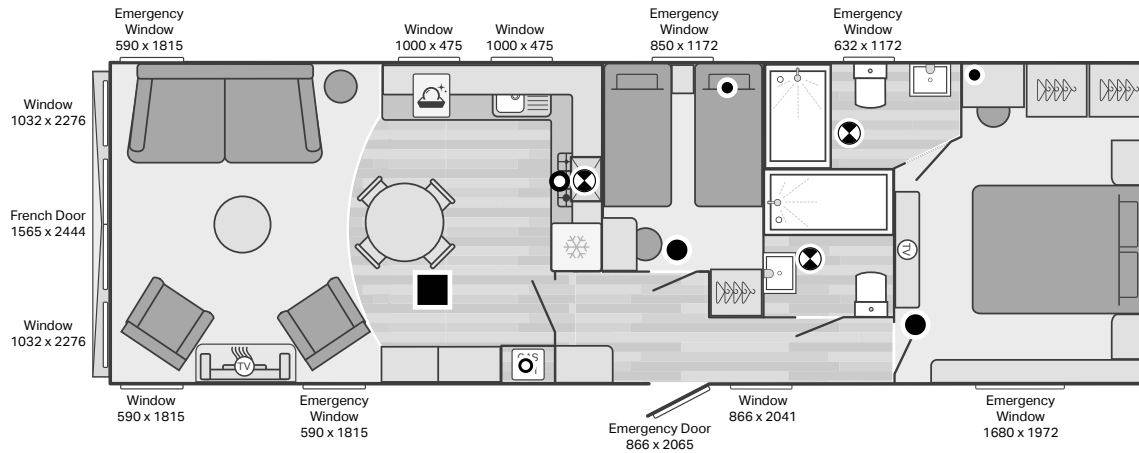 Emergency
Window
590 x 1815
Window
1000 x 475
Window
1000 x 475
Emergency
Window
850 x 1172
Emergency
Window
632 x 1172
Window
1032 x 2276
French Door
1565 x 2444
Window
1032 x 2276
TV
TV
Window
590 x 1815
Emergency
Window
590 x 1815
Emergency Door
866 x 2065
Window
866 x 2041
Emergency
Window
1680 x 1972